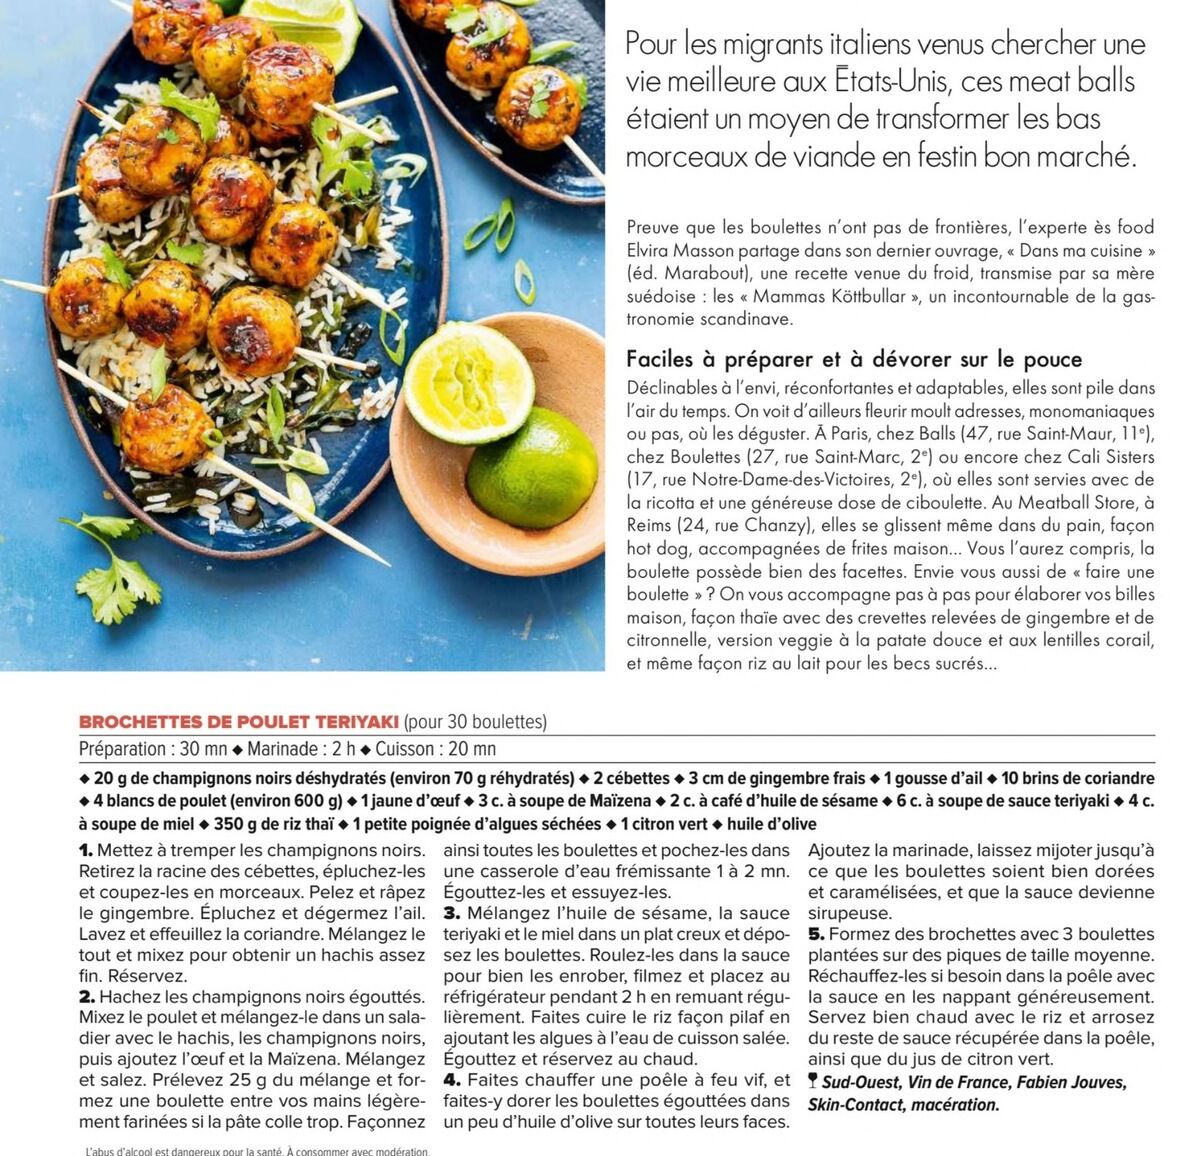 Pour les migrants italiens venus chercher une
vie meilleure aux Ētats-Unis, ces meat balls
étaient un moyen de transformer les bas
morceaux de viande en festin bon marché.
Preuve que les boulettes n’ont pas de frontières, l’experte ès food
Elvira Masson partage dans son dernier ouvrage, « Dans ma cuisine »
(éd. Marabout), une recette venue du froid, transmise par sa mère
suédoise : les « Mammas Köttbullar », un incontournable de la gas-
tronomie scandinave.
Faciles à préparer et à dévorer sur le pouce
Déclinables à l’envi, réconfortantes et adaptables, elles sont pile dans
l’air du temps. On voit d’ailleurs fleurir moult adresses, monomaniaques
ou pas, où les déguster. Ā Paris, chez Balls (47, rue Saint-Maur, 11e),
chez Boulettes (27, rue Saint-Marc, 2e) ou encore chez Cali Sisters
(17, rue Notre-Dame-des-Victoires, 2e), où elles sont servies avec de
la ricotta et une généreuse dose de ciboulette. Au Meatball Store, à
Reims (24, rue Chanzy), elles se glissent même dans du pain, façon
hot dog, accompagnées de frites maison... Vous l’aurez compris, la
boulette possède bien des facettes. Envie vous aussi de « faire une
boulette » ? On vous accompagne pas à pas pour élaborer vos billes
maison, façon thaïe avec des crevettes relevées de gingembre et de
citronnelle, version veggie à la patate douce et aux lentilles corail,
et même façon riz au lait pour les becs sucrés...
BROCHETTES DE POULET TERIYAKI (pour 30 boulettes)
Préparation : 30 mn ◆ Marinade : 2 h ◆ Cuisson : 20 mn
◆ 20 g de champignons noirs déshydratés (environ 70 g réhydratés) ◆ 2 cébettes ◆ 3 cm de gingembre frais ◆ 1 gousse d’ail ◆ 10 brins de coriandre
◆ 4 blancs de poulet (environ 600 g) ◆ 1 jaune d’œuf ◆ 3 c. à soupe de Maïzena ◆ 2 c. à café d’huile de sésame ◆ 6 c. à soupe de sauce teriyaki ◆ 4 c.
à soupe de miel ◆ 350 g de riz thaï ◆ 1 petite poignée d’algues séchées ◆ 1 citron vert ◆ huile d’olive
1. Mettez à tremper les champignons noirs.
Retirez la racine des cébettes, épluchez-les
et coupez-les en morceaux. Pelez et râpez
le gingembre. Épluchez et dégermez l’ail.
Lavez et effeuillez la coriandre. Mélangez le
tout et mixez pour obtenir un hachis assez
fin. Réservez.
2. Hachez les champignons noirs égouttés.
Mixez le poulet et mélangez-le dans un sala-
dier avec le hachis, les champignons noirs,
puis ajoutez l’œuf et la Maïzena. Mélangez
et salez. Prélevez 25 g du mélange et for-
mez une boulette entre vos mains légère-
ment farinées si la pâte colle trop. Façonnez
ainsi toutes les boulettes et pochez-les dans
une casserole d’eau frémissante 1 à 2 mn.
Égouttez-les et essuyez-les.
3. Mélangez l’huile de sésame, la sauce
teriyaki et le miel dans un plat creux et dépo-
sez les boulettes. Roulez-les dans la sauce
pour bien les enrober, filmez et placez au
réfrigérateur pendant 2 h en remuant régu-
lièrement. Faites cuire le riz façon pilaf en
ajoutant les algues à l’eau de cuisson salée.
Égouttez et réservez au chaud.
4. Faites chauffer une poêle à feu vif, et
faites-y dorer les boulettes égouttées dans
un peu d’huile d’olive sur toutes leurs faces.
Ajoutez la marinade, laissez mijoter jusqu’à
ce que les boulettes soient bien dorées
et caramélisées, et que la sauce devienne
sirupeuse.
5. Formez des brochettes avec 3 boulettes
plantées sur des piques de taille moyenne.
Réchauffez-les si besoin dans la poêle avec
la sauce en les nappant généreusement.
Servez bien chaud avec le riz et arrosez
du reste de sauce récupérée dans la poêle,
ainsi que du jus de citron vert.
Sud-Ouest, Vin de France, Fabien Jouves,
Skin-Contact, macération.
L’abus d’alcool est dangereux pour la santé. À consommer avec modération.